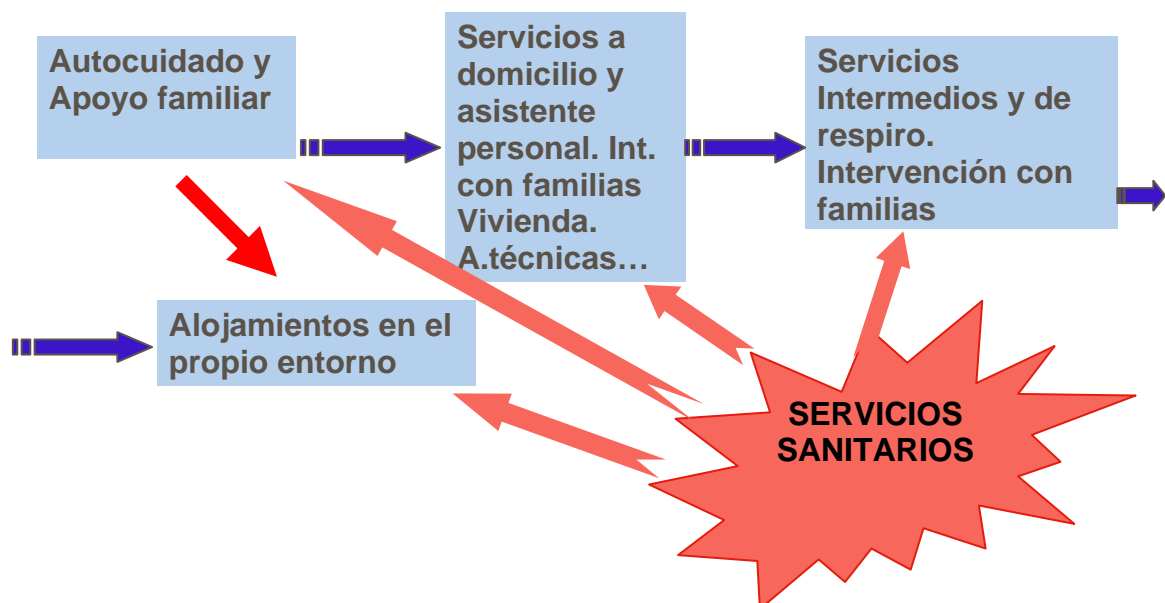 Autocuidado y
Apoyo familiar
Servicios a
domicilio y
asistente
personal. Int.
con familias
Vivienda.
A.técnicas…
Servicios
Intermedios y de
respiro.
Intervención con
familias
Alojamientos en el
propio entorno
SERVICIOS
SANITARIOS